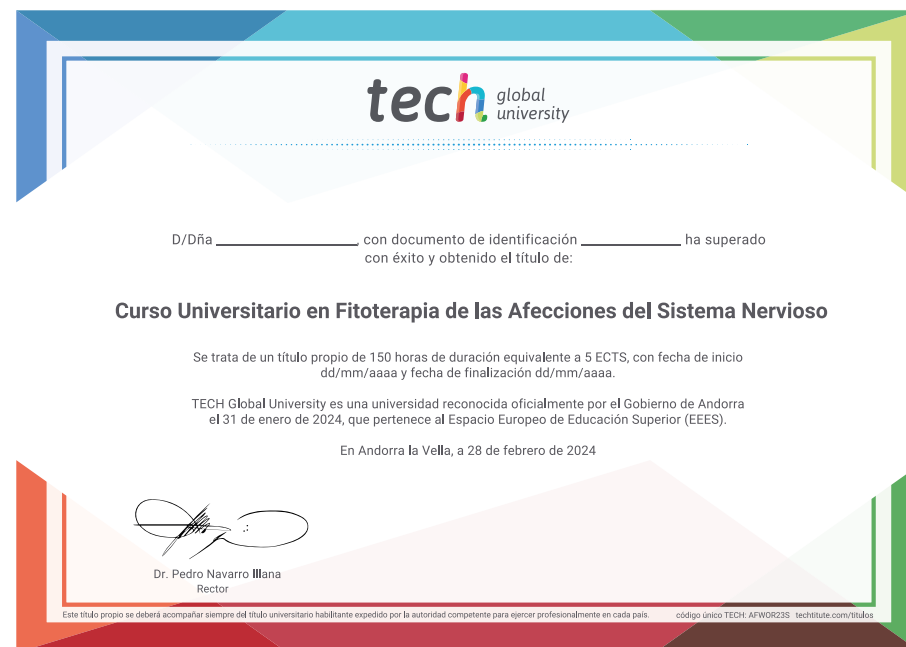 tech global university
D/Dña ____________________, con documento de identificación ______________ ha superado
con éxito y obtenido el título de:
Curso Universitario en Fitoterapia de las Afecciones del Sistema Nervioso
Se trata de un título propio de 150 horas de duración equivalente a 5 ECTS, con fecha de inicio
dd/mm/aaaa y fecha de finalización dd/mm/aaaa.
TECH Global University es una universidad reconocida oficialmente por el Gobierno de Andorra
el 31 de enero de 2024, que pertenece al Espacio Europeo de Educación Superior (EEES).
En Andorra la Vella, a 28 de febrero de 2024
Dr. Pedro Navarro Illana
Rector
Este título propio se deberá acompañar siempre del título universitario habilitante expedido por la autoridad competente para ejercer profesionalmente en cada país. código único TECH: AFWOR23S techtitute.com/titulos